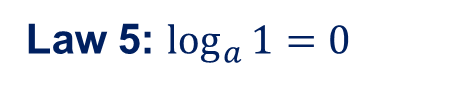 Law 5: logₐ 1 = 0